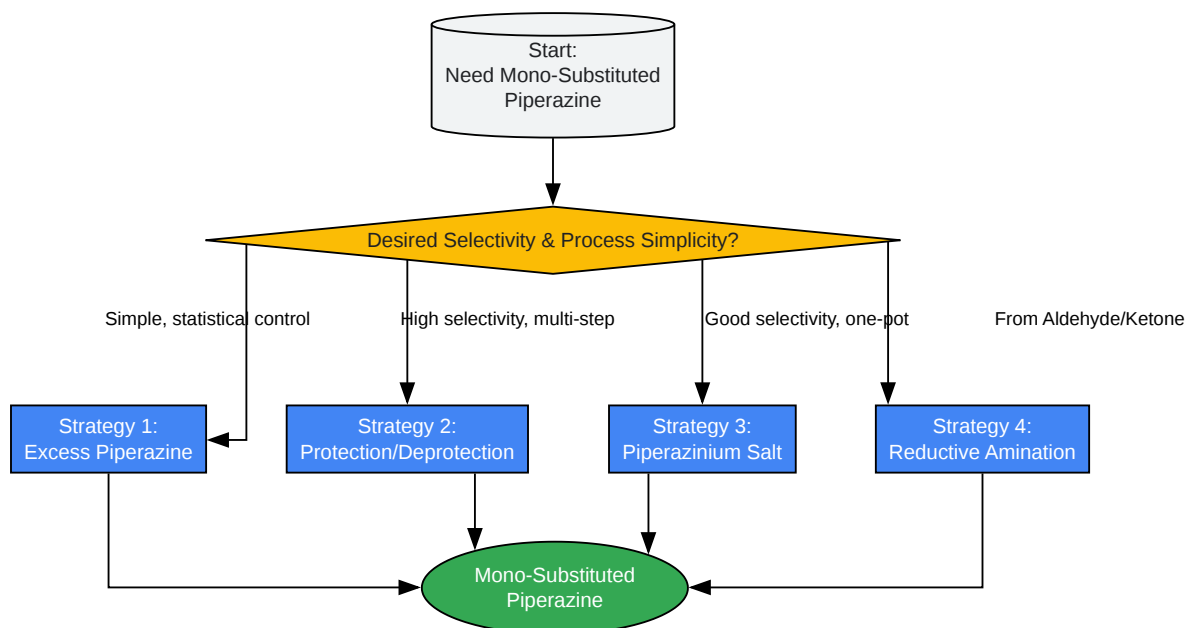 Start:
Need Mono-Substituted
Piperazine
Desired Selectivity & Process Simplicity?
Simple, statistical control
High selectivity, multi-step
Good selectivity, one-pot
From Aldehyde/Ketone
Strategy 1:
Excess Piperazine
Strategy 2:
Protection/Deprotection
Strategy 3:
Piperazinium Salt
Strategy 4:
Reductive Amination
Mono-Substituted
Piperazine